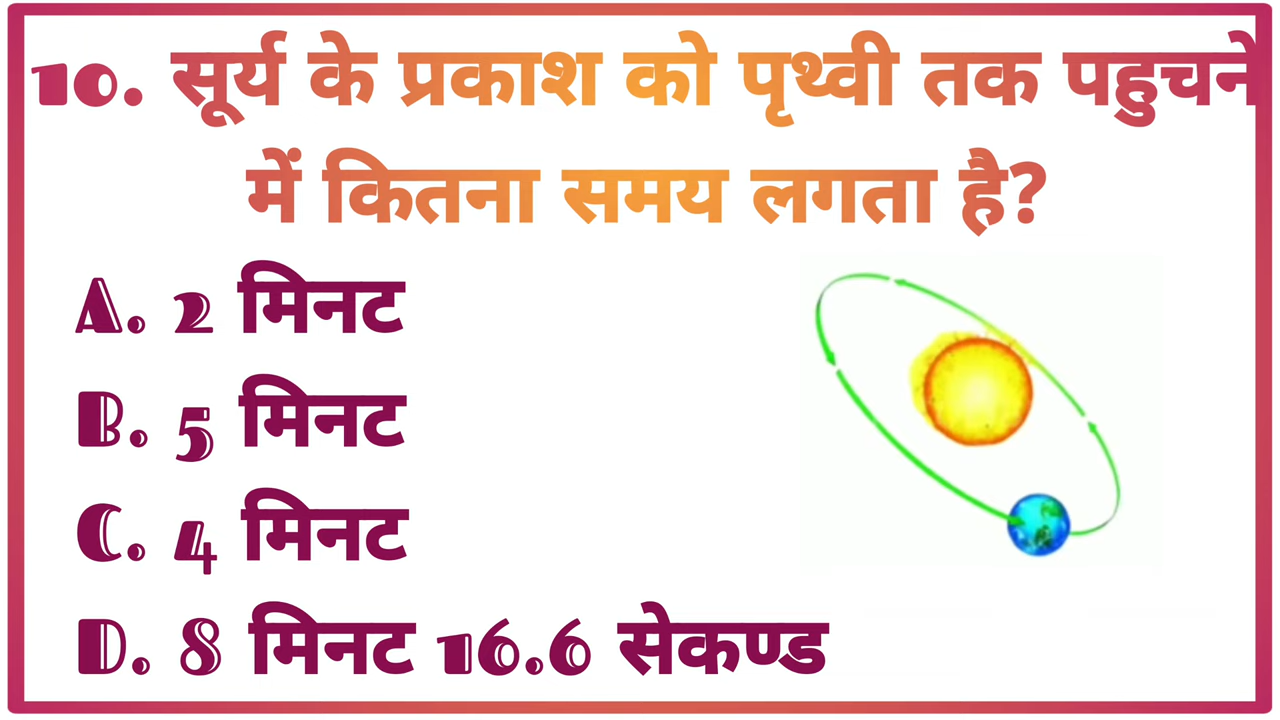 10. सूर्य के प्रकाश को पृथ्वी तक पहुचने
में कितना समय लगता है?
A. 2 मिनट
B. 5 मिनट
C. 4 मिनट
D. 8 मिनट 16.6 सेकण्ड